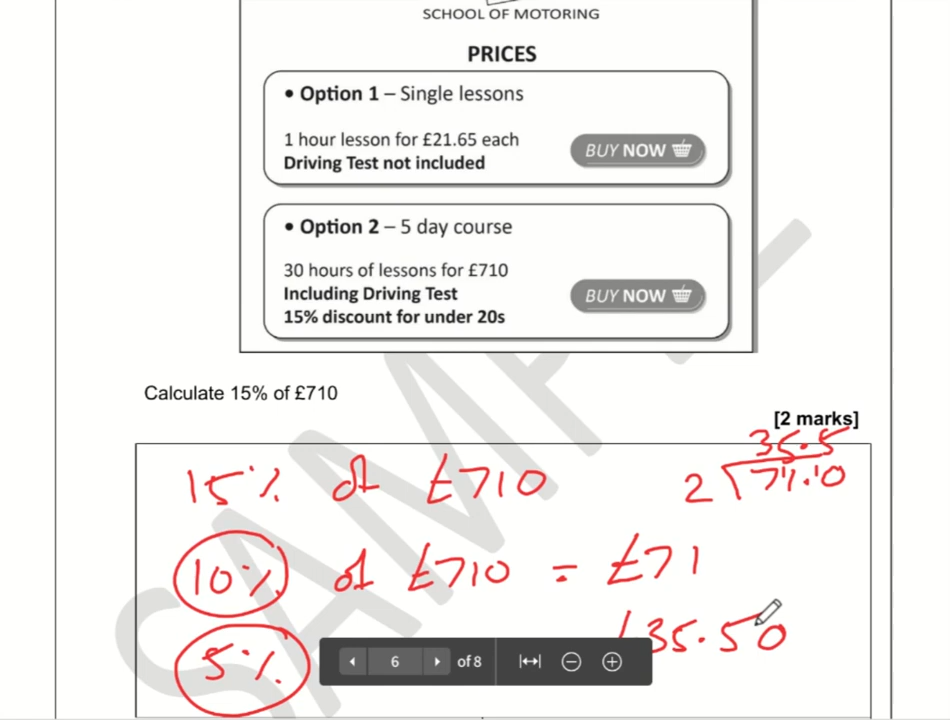 SCHOOL OF MOTORING
PRICES
• Option 1 – Single lessons
1 hour lesson for £21.65 each
Driving Test not included
BUY NOW
• Option 2 – 5 day course
30 hours of lessons for £710
Including Driving Test
15% discount for under 20s
BUY NOW
Calculate 15% of £710
[2 marks]
15% of £710
35.5
2 71.10
10% of £710 = £71
5% £35.50
6 of 8